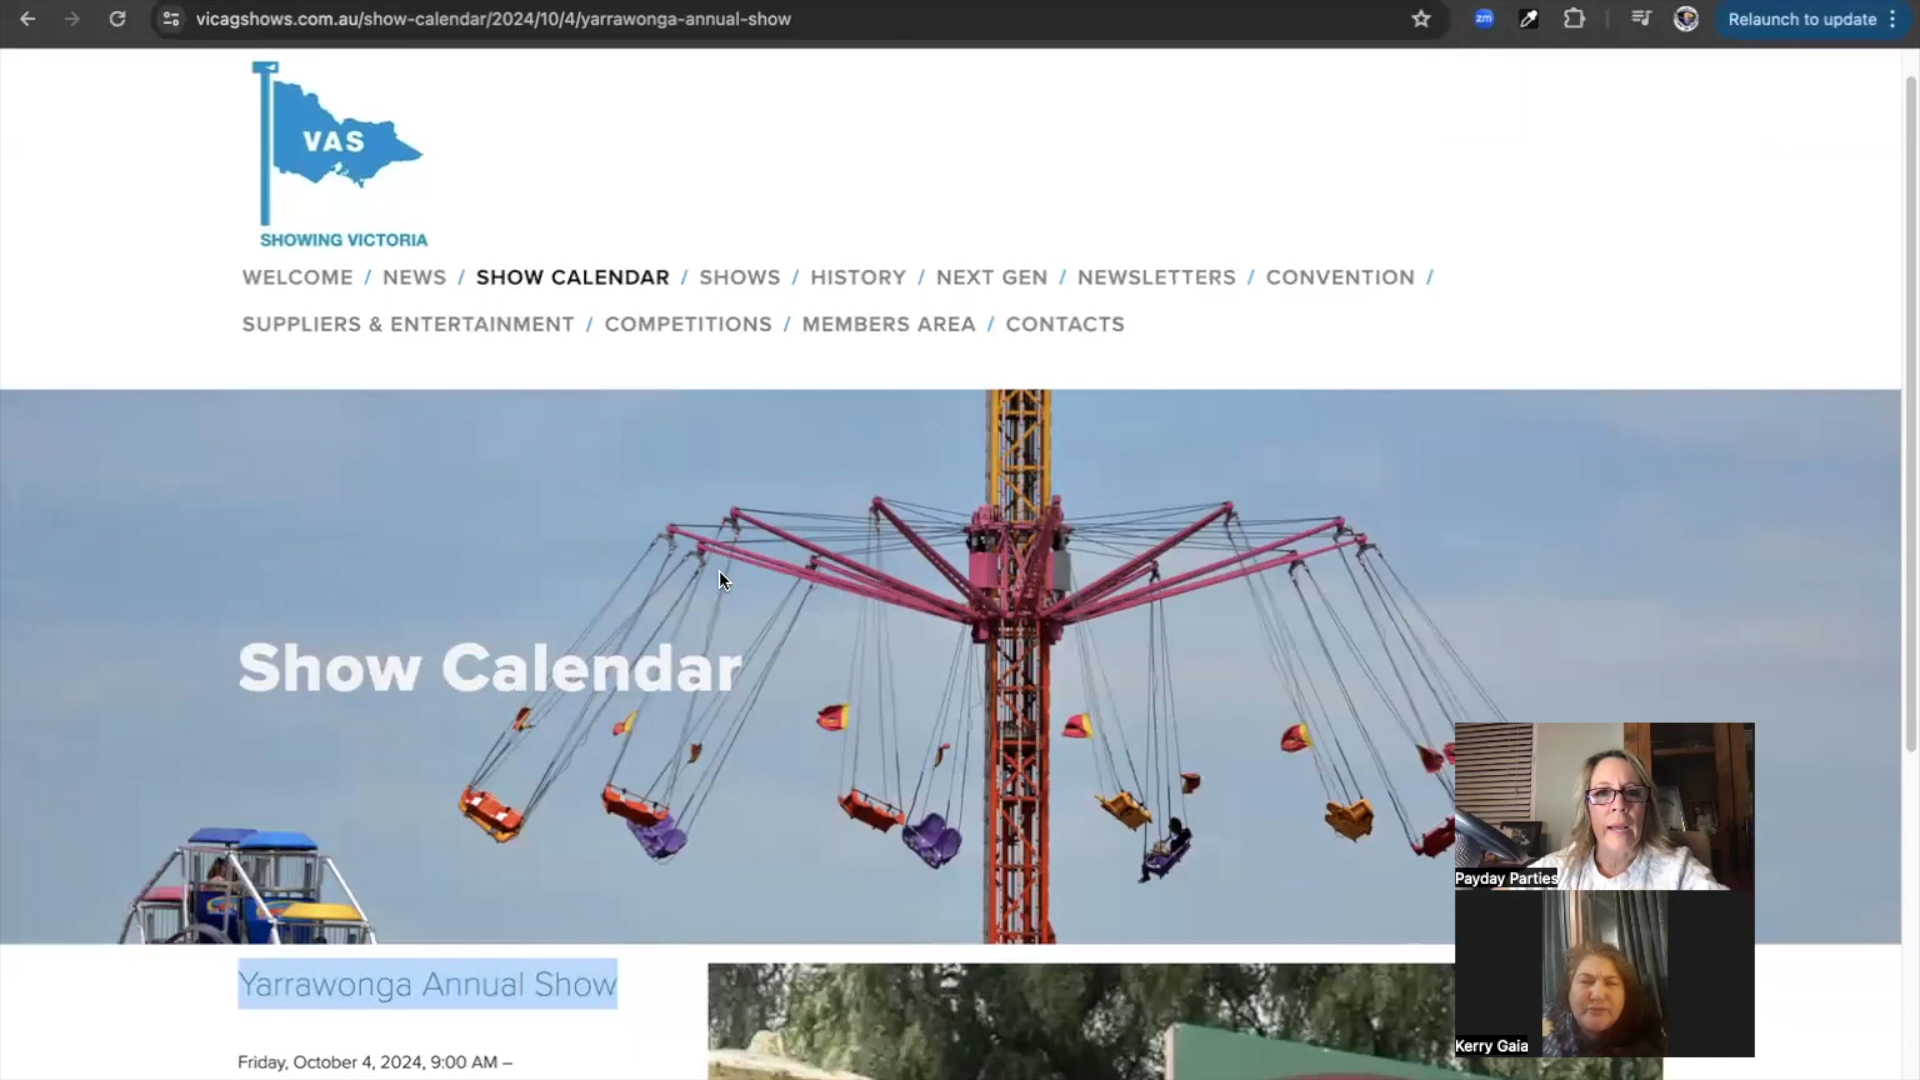 vicagshows.com.au/show-calendar/2024/10/4/yarrawonga-annual-show
zm
Relaunch to update
VAS
SHOWING VICTORIA
WELCOME / NEWS / SHOW CALENDAR / SHOWS / HISTORY / NEXT GEN / NEWSLETTERS / CONVENTION /
SUPPLIERS & ENTERTAINMENT / COMPETITIONS / MEMBERS AREA / CONTACTS
Show Calendar
Payday Parties
Yarrawonga Annual Show
Kerry Gaia
Friday, October 4, 2024, 9:00 AM –